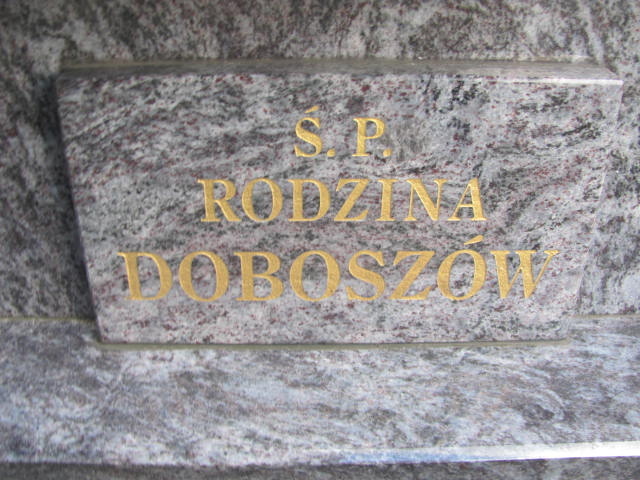 Ś. P.
RODZINA
DOBOSZÓW